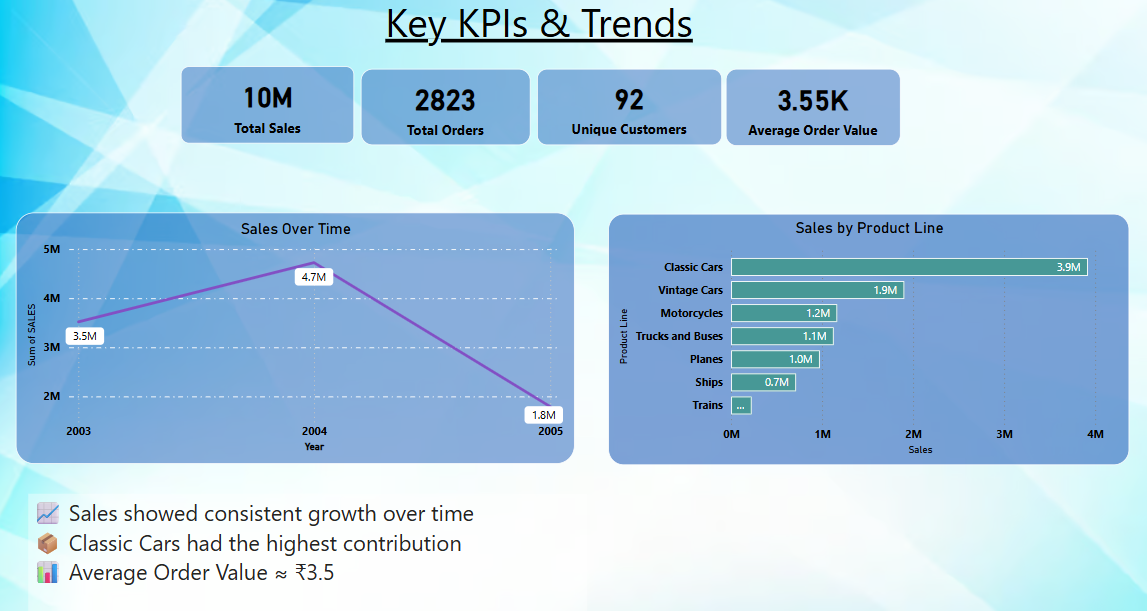 Key KPIs & Trends
10M
Total Sales
2823
Total Orders
92
Unique Customers
3.55K
Average Order Value
Sales Over Time
5M
4M
3M
2M
Sum of SALES
3.5M
4.7M
1.8M
2003
2004
2005
Year
Sales by Product Line
Product Line
Classic Cars 3.9M
Vintage Cars 1.9M
Motorcycles 1.2M
Trucks and Buses 1.1M
Planes 1.0M
Ships 0.7M
Trains ...
0M 1M 2M 3M 4M
Sales
📈 Sales showed consistent growth over time
📦 Classic Cars had the highest contribution
📊 Average Order Value ≈ ₹3.5